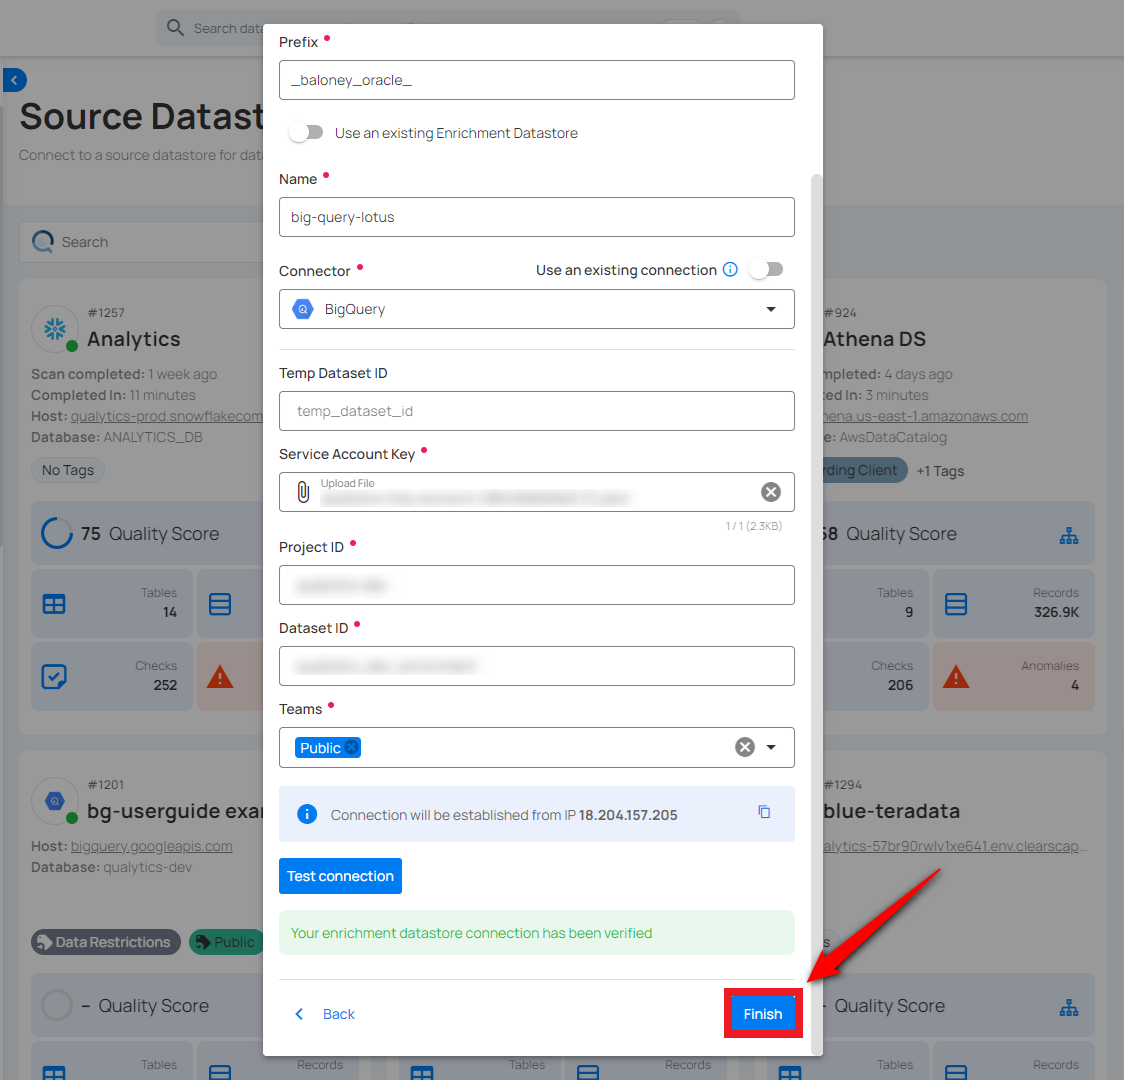 Search data
Prefix
_baloney_oracle_
Use an existing Enrichment Datastore
Source Datast
Connect to a source datastore for dat
Name
big-query-lotus
Search
Connector
Use an existing connection
BigQuery
#1257
Analytics
Scan completed: 1 week ago
Completed In: 11 minutes
Host: qualytics-prod.snowflakecom
Database: ANALYTICS_DB
No Tags
75 Quality Score
Tables
14
Checks
252
Temp Dataset ID
temp_dataset_id
Service Account Key
Upload File
1 / 1 (2.3KB)
Project ID
Dataset ID
Teams
Public
Connection will be established from IP 18.204.157.205
Test connection
Your enrichment datastore connection has been verified
Back
Finish
#924
Athena DS
mpleted: 4 days ago
ed In: 3 minutes
ena.us-east-1.amazonaws.com
e: AwsDataCatalog
rding Client
+1 Tags
58 Quality Score
Tables
9
Records
326.9K
Checks
206
Anomalies
4
#1201
bg-userguide exa
Host: bigquery.googleapis.com
Database: qualytics-dev
Data Restrictions
Public
– Quality Score
#1294
blue-teradata
alytics-57br90rwlv1xe641.env.clearscap...
s
– Quality Score
Tables
Records
Tables
Records
Tables
Records